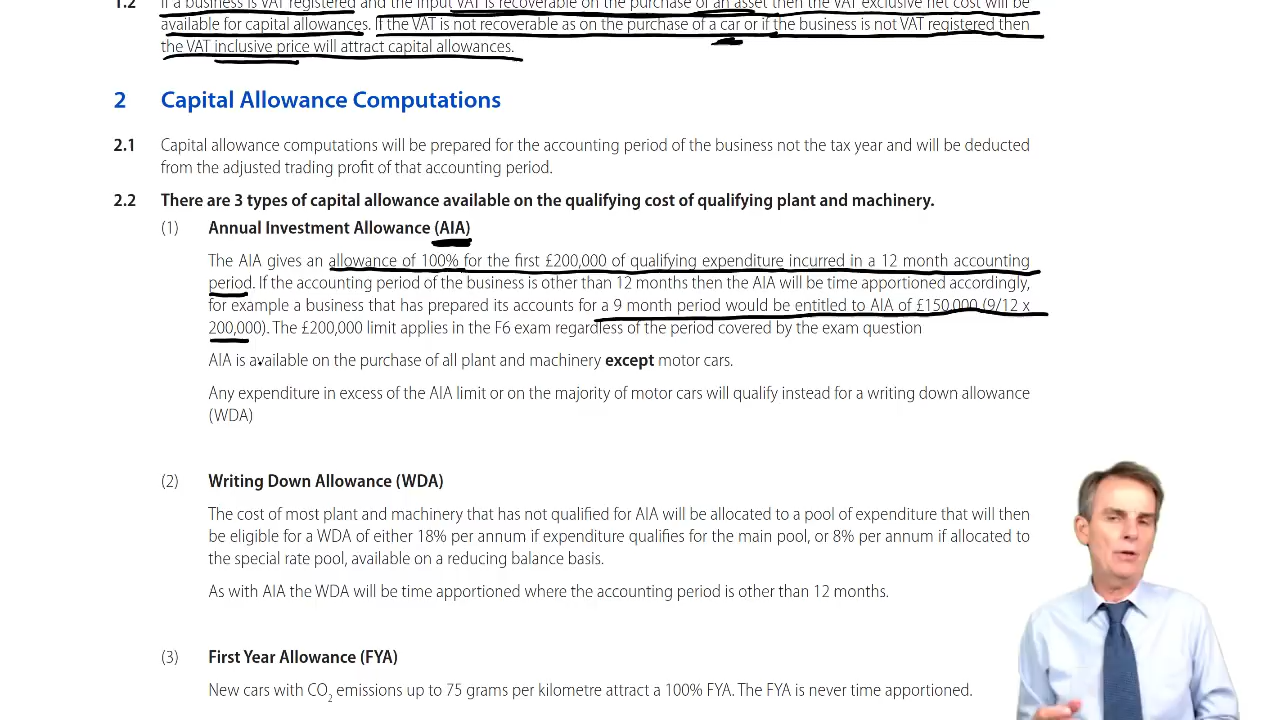 1.2 If a business is VAT registered and the input VAT is recoverable on the purchase of an asset then the VAT exclusive net cost will be
available for capital allowances. If the VAT is not recoverable as on the purchase of a car or if the business is not VAT registered then
the VAT inclusive price will attract capital allowances.
2 Capital Allowance Computations
2.1 Capital allowance computations will be prepared for the accounting period of the business not the tax year and will be deducted
from the adjusted trading profit of that accounting period.
2.2 There are 3 types of capital allowance available on the qualifying cost of qualifying plant and machinery.
(1) Annual Investment Allowance (AIA)
The AIA gives an allowance of 100% for the first £200,000 of qualifying expenditure incurred in a 12 month accounting
period. If the accounting period of the business is other than 12 months then the AIA will be time apportioned accordingly,
for example a business that has prepared its accounts for a 9 month period would be entitled to AIA of £150,000 (9/12 x
200,000). The £200,000 limit applies in the F6 exam regardless of the period covered by the exam question
AIA is available on the purchase of all plant and machinery except motor cars.
Any expenditure in excess of the AIA limit or on the majority of motor cars will qualify instead for a writing down allowance
(WDA)
(2) Writing Down Allowance (WDA)
The cost of most plant and machinery that has not qualified for AIA will be allocated to a pool of expenditure that will then
be eligible for a WDA of either 18% per annum if expenditure qualifies for the main pool, or 8% per annum if allocated to
the special rate pool, available on a reducing balance basis.
As with AIA the WDA will be time apportioned where the accounting period is other than 12 months.
(3) First Year Allowance (FYA)
New cars with CO2 emissions up to 75 grams per kilometre attract a 100% FYA. The FYA is never time apportioned.